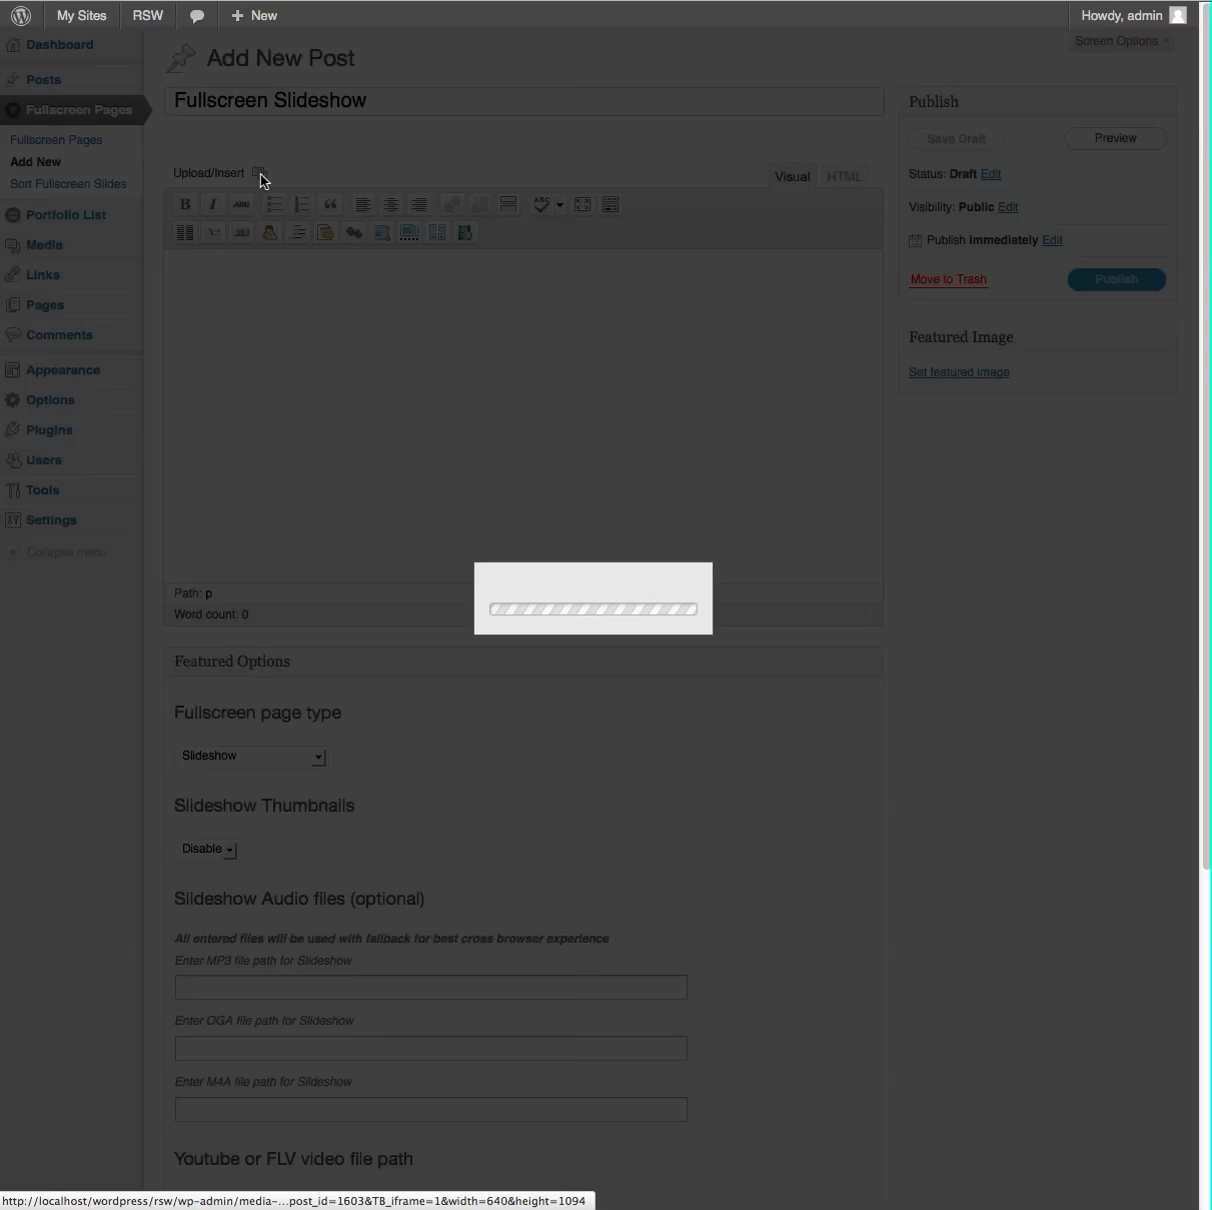 My Sites RSW New Howdy, admin
Screen Options
Dashboard
Posts
Fullscreen Pages
Fullscreen Pages
Add New
Sort Fullscreen Slides
Portfolio List
Media
Links
Pages
Comments
Appearance
Options
Plugins
Users
Tools
Settings
Collapse menu
Add New Post
Fullscreen Slideshow
Upload/Insert
Visual HTML
B I ABC ABC
Path: p
Word count: 0
Featured Options
Fullscreen page type
Slideshow
Slideshow Thumbnails
Disable
Slideshow Audio files (optional)
All entered files will be used with fallback for best cross browser experience
Enter MP3 file path for Slideshow
Enter OGA file path for Slideshow
Enter M4A file path for Slideshow
Youtube or FLV video file path
Publish
Save Draft Preview
Status: Draft Edit
Visibility: Public Edit
Publish immediately Edit
Move to Trash Publish
Featured Image
Set featured image
http://localhost/wordpress/rsw/wp-admin/media-...post_id=1603&TB_iframe=1&width=640&height=1094